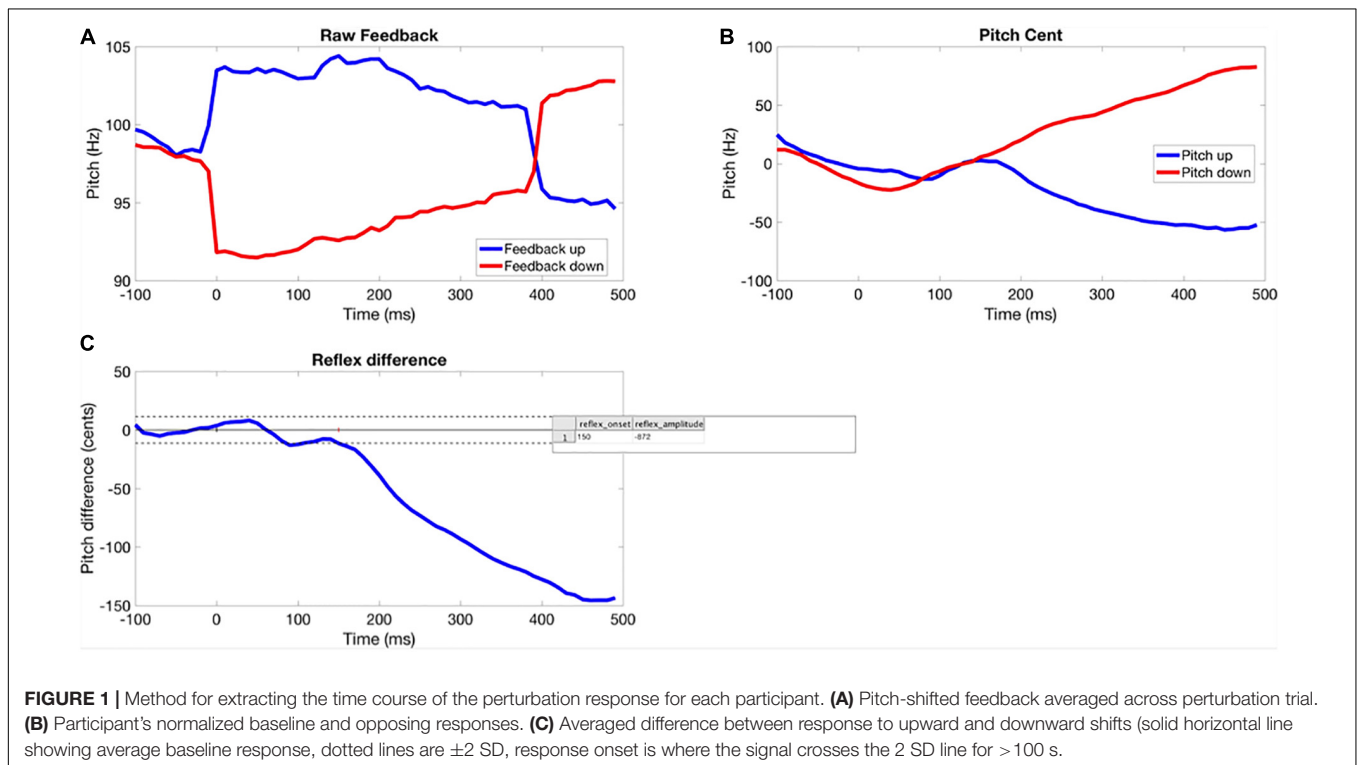 A
Raw Feedback
105
100
95
90
Pitch (Hz)
Feedback up
Feedback down
-100 0 100 200 300 400 500
Time (ms)
B
Pitch Cent
100
50
0
-50
-100
Pitch (Hz)
Pitch up
Pitch down
-100 0 100 200 300 400 500
Time (ms)
C
Reflex difference
50
0
-50
-100
-150
Pitch difference (cents)
reflex_onset reflex_amplitude
1 150 -872
-100 0 100 200 300 400 500
Time (ms)
FIGURE 1 | Method for extracting the time course of the perturbation response for each participant. (A) Pitch-shifted feedback averaged across perturbation trial.
(B) Participant's normalized baseline and opposing responses. (C) Averaged difference between response to upward and downward shifts (solid horizontal line
showing average baseline response, dotted lines are ±2 SD, response onset is where the signal crosses the 2 SD line for >100 s.